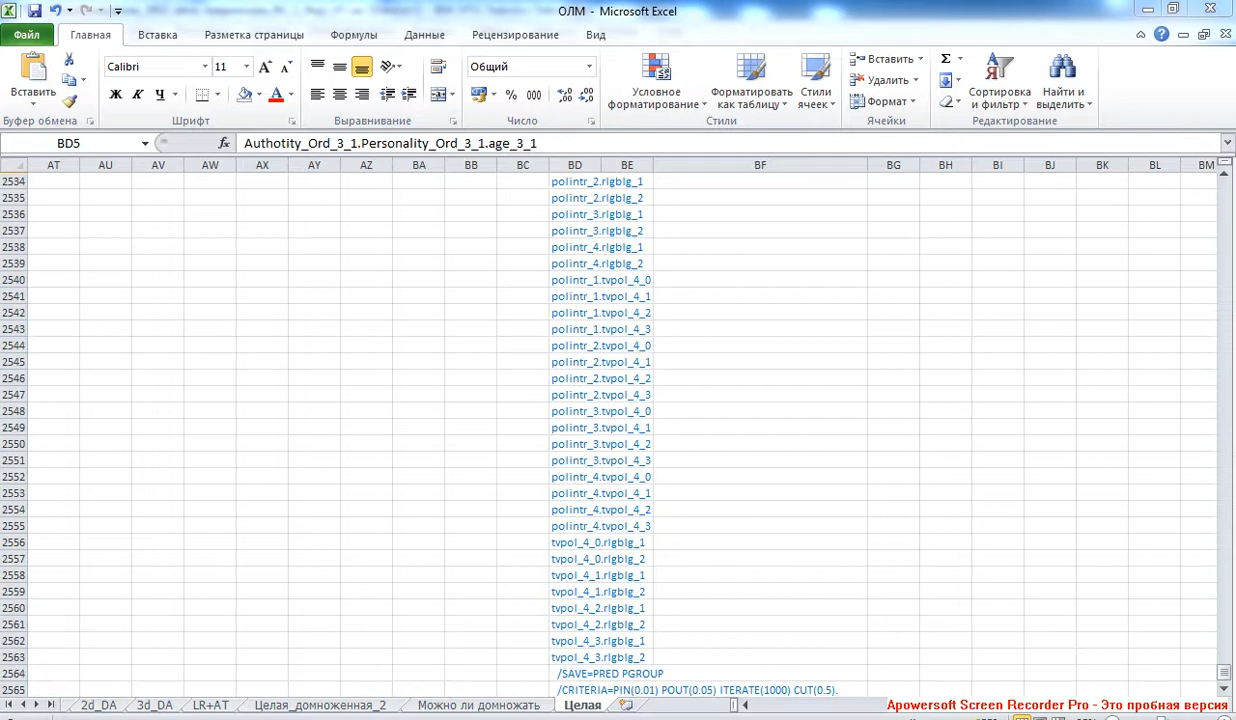 ОЛМ - Microsoft Excel
Файл Главная Вставка Разметка страницы Формулы Данные Рецензирование Вид
Вставить
Calibri 11
Ж К Ч
Общий
% 000
Условное форматирование
Форматировать как таблицу
Стили ячеек
Вставить
Удалить
Формат
Сортировка и фильтр
Найти и выделить
Буфер обмена Шрифт Выравнивание Число Стили Ячейки Редактирование
BD5 fx Authotity_Ord_3_1.Personality_Ord_3_1.age_3_1
AT AU AV AW AX AY AZ BA BB BC BD BE BF BG BH BI BJ BK BL BM
2534 polintr_2.rlgblg_1
2535 polintr_2.rlgblg_2
2536 polintr_3.rlgblg_1
2537 polintr_3.rlgblg_2
2538 polintr_4.rlgblg_1
2539 polintr_4.rlgblg_2
2540 polintr_1.tvpol_4_0
2541 polintr_1.tvpol_4_1
2542 polintr_1.tvpol_4_2
2543 polintr_1.tvpol_4_3
2544 polintr_2.tvpol_4_0
2545 polintr_2.tvpol_4_1
2546 polintr_2.tvpol_4_2
2547 polintr_2.tvpol_4_3
2548 polintr_3.tvpol_4_0
2549 polintr_3.tvpol_4_1
2550 polintr_3.tvpol_4_2
2551 polintr_3.tvpol_4_3
2552 polintr_4.tvpol_4_0
2553 polintr_4.tvpol_4_1
2554 polintr_4.tvpol_4_2
2555 polintr_4.tvpol_4_3
2556 tvpol_4_0.rlgblg_1
2557 tvpol_4_0.rlgblg_2
2558 tvpol_4_1.rlgblg_1
2559 tvpol_4_1.rlgblg_2
2560 tvpol_4_2.rlgblg_1
2561 tvpol_4_2.rlgblg_2
2562 tvpol_4_3.rlgblg_1
2563 tvpol_4_3.rlgblg_2
2564 /SAVE=PRED PGROUP
2565 /CRITERIA=PIN(0.01) POUT(0.05) ITERATE(1000) CUT(0.5).
2d_DA 3d_DA LR+AT Целая_домноженная_2 Можно ли домножать Целая
Apowersoft Screen Recorder Pro - Это пробная версия